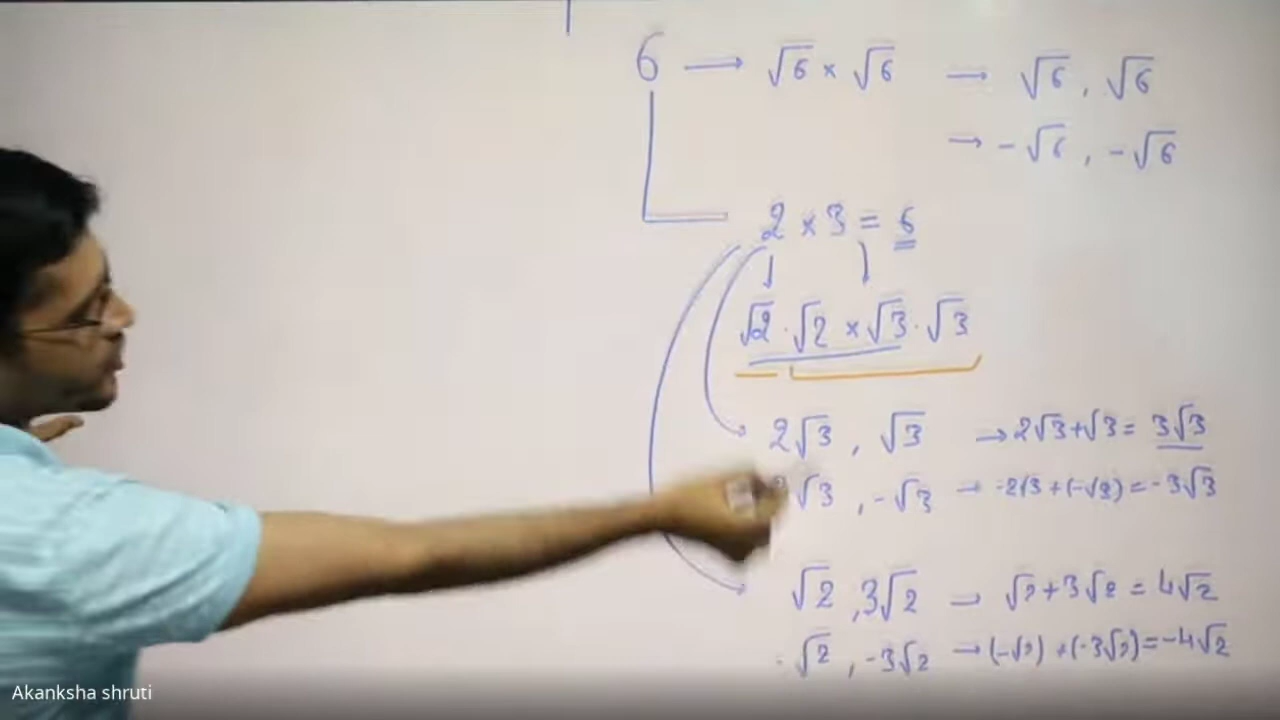 6 → √6 × √6 → √6 , √6
→ -√6 , -√6
2 × 3 = 6
√2 · √2 × √3 · √3
2√3 , √3 → 2√3+√3 = 3√3
√3 , -√3 → -2√3+(-√3) = -3√3
√2 , 3√2 → √2+3√2 = 4√2
-√2 , -3√2 → (-√2)+(-3√2)=-4√2
Akanksha shruti